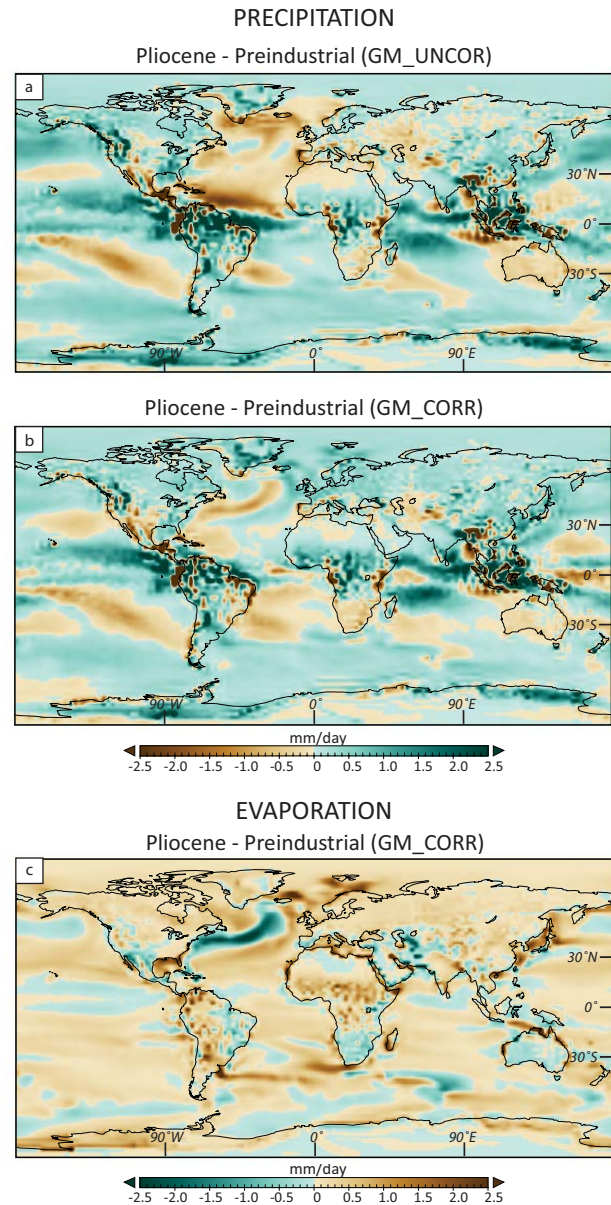 PRECIPITATION
Pliocene - Preindustrial (GM_UNCOR)
a
30˚N
0˚
30˚S
90˚W 0˚ 90˚E
Pliocene - Preindustrial (GM_CORR)
b
30˚N
0˚
30˚S
90˚W 0˚ 90˚E
mm/day
-2.5 -2.0 -1.5 -1.0 -0.5 0 0.5 1.0 1.5 2.0 2.5
EVAPORATION
Pliocene - Preindustrial (GM_CORR)
c
30˚N
0˚
30˚S
90˚W 0˚ 90˚E
mm/day
-2.5 -2.0 -1.5 -1.0 -0.5 0 0.5 1.0 1.5 2.0 2.5